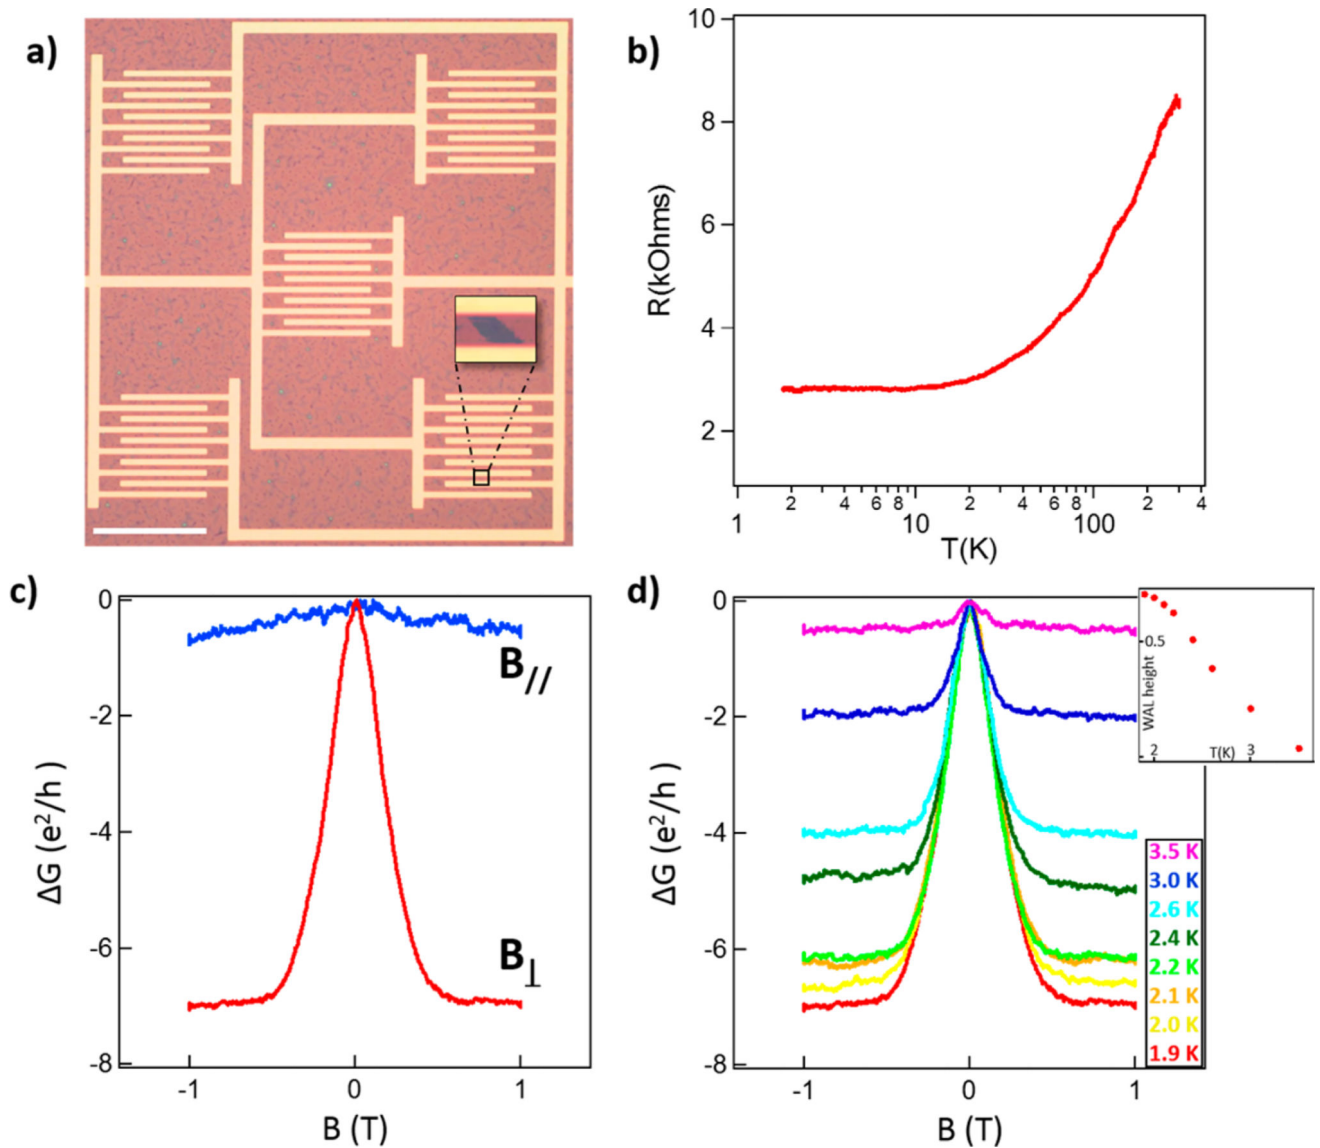 a)
b)
10
8
6
4
2
R(kOhms)
2 4 6 8 2 4 6 8 2 4
1 10 100
T(K)
c)
0
-2
-4
-6
-8
ΔG (e²/h )
B//
B⊥
-1 0 1
B (T)
d)
0
-2
-4
-6
-8
ΔG (e²/h )
-1 0 1
B (T)
0.5
WAL height
2 T(K) 3
3.5 K
3.0 K
2.6 K
2.4 K
2.2 K
2.1 K
2.0 K
1.9 K